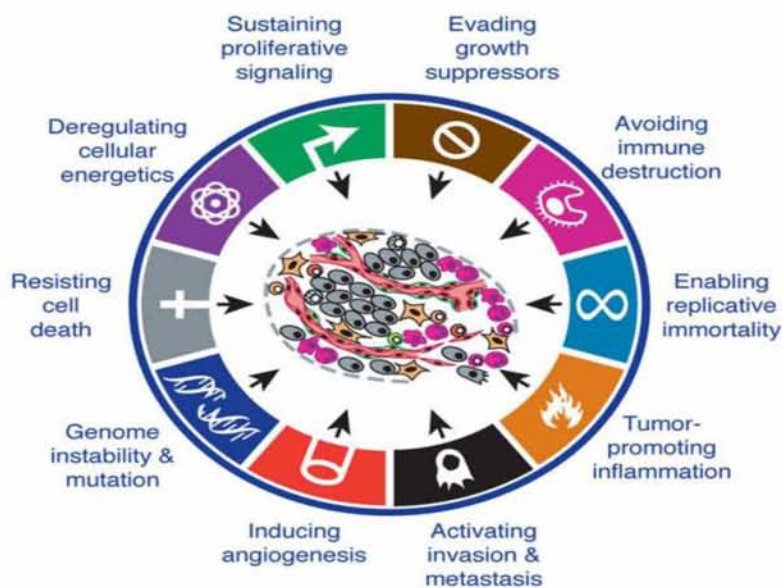 Sustaining
proliferative
signaling
Evading
growth
suppressors
Avoiding
immune
destruction
Enabling
replicative
immortality
Tumor-
promoting
inflammation
Activating
invasion &
metastasis
Inducing
angiogenesis
Genome
instability &
mutation
Resisting
cell
death
Deregulating
cellular
energetics